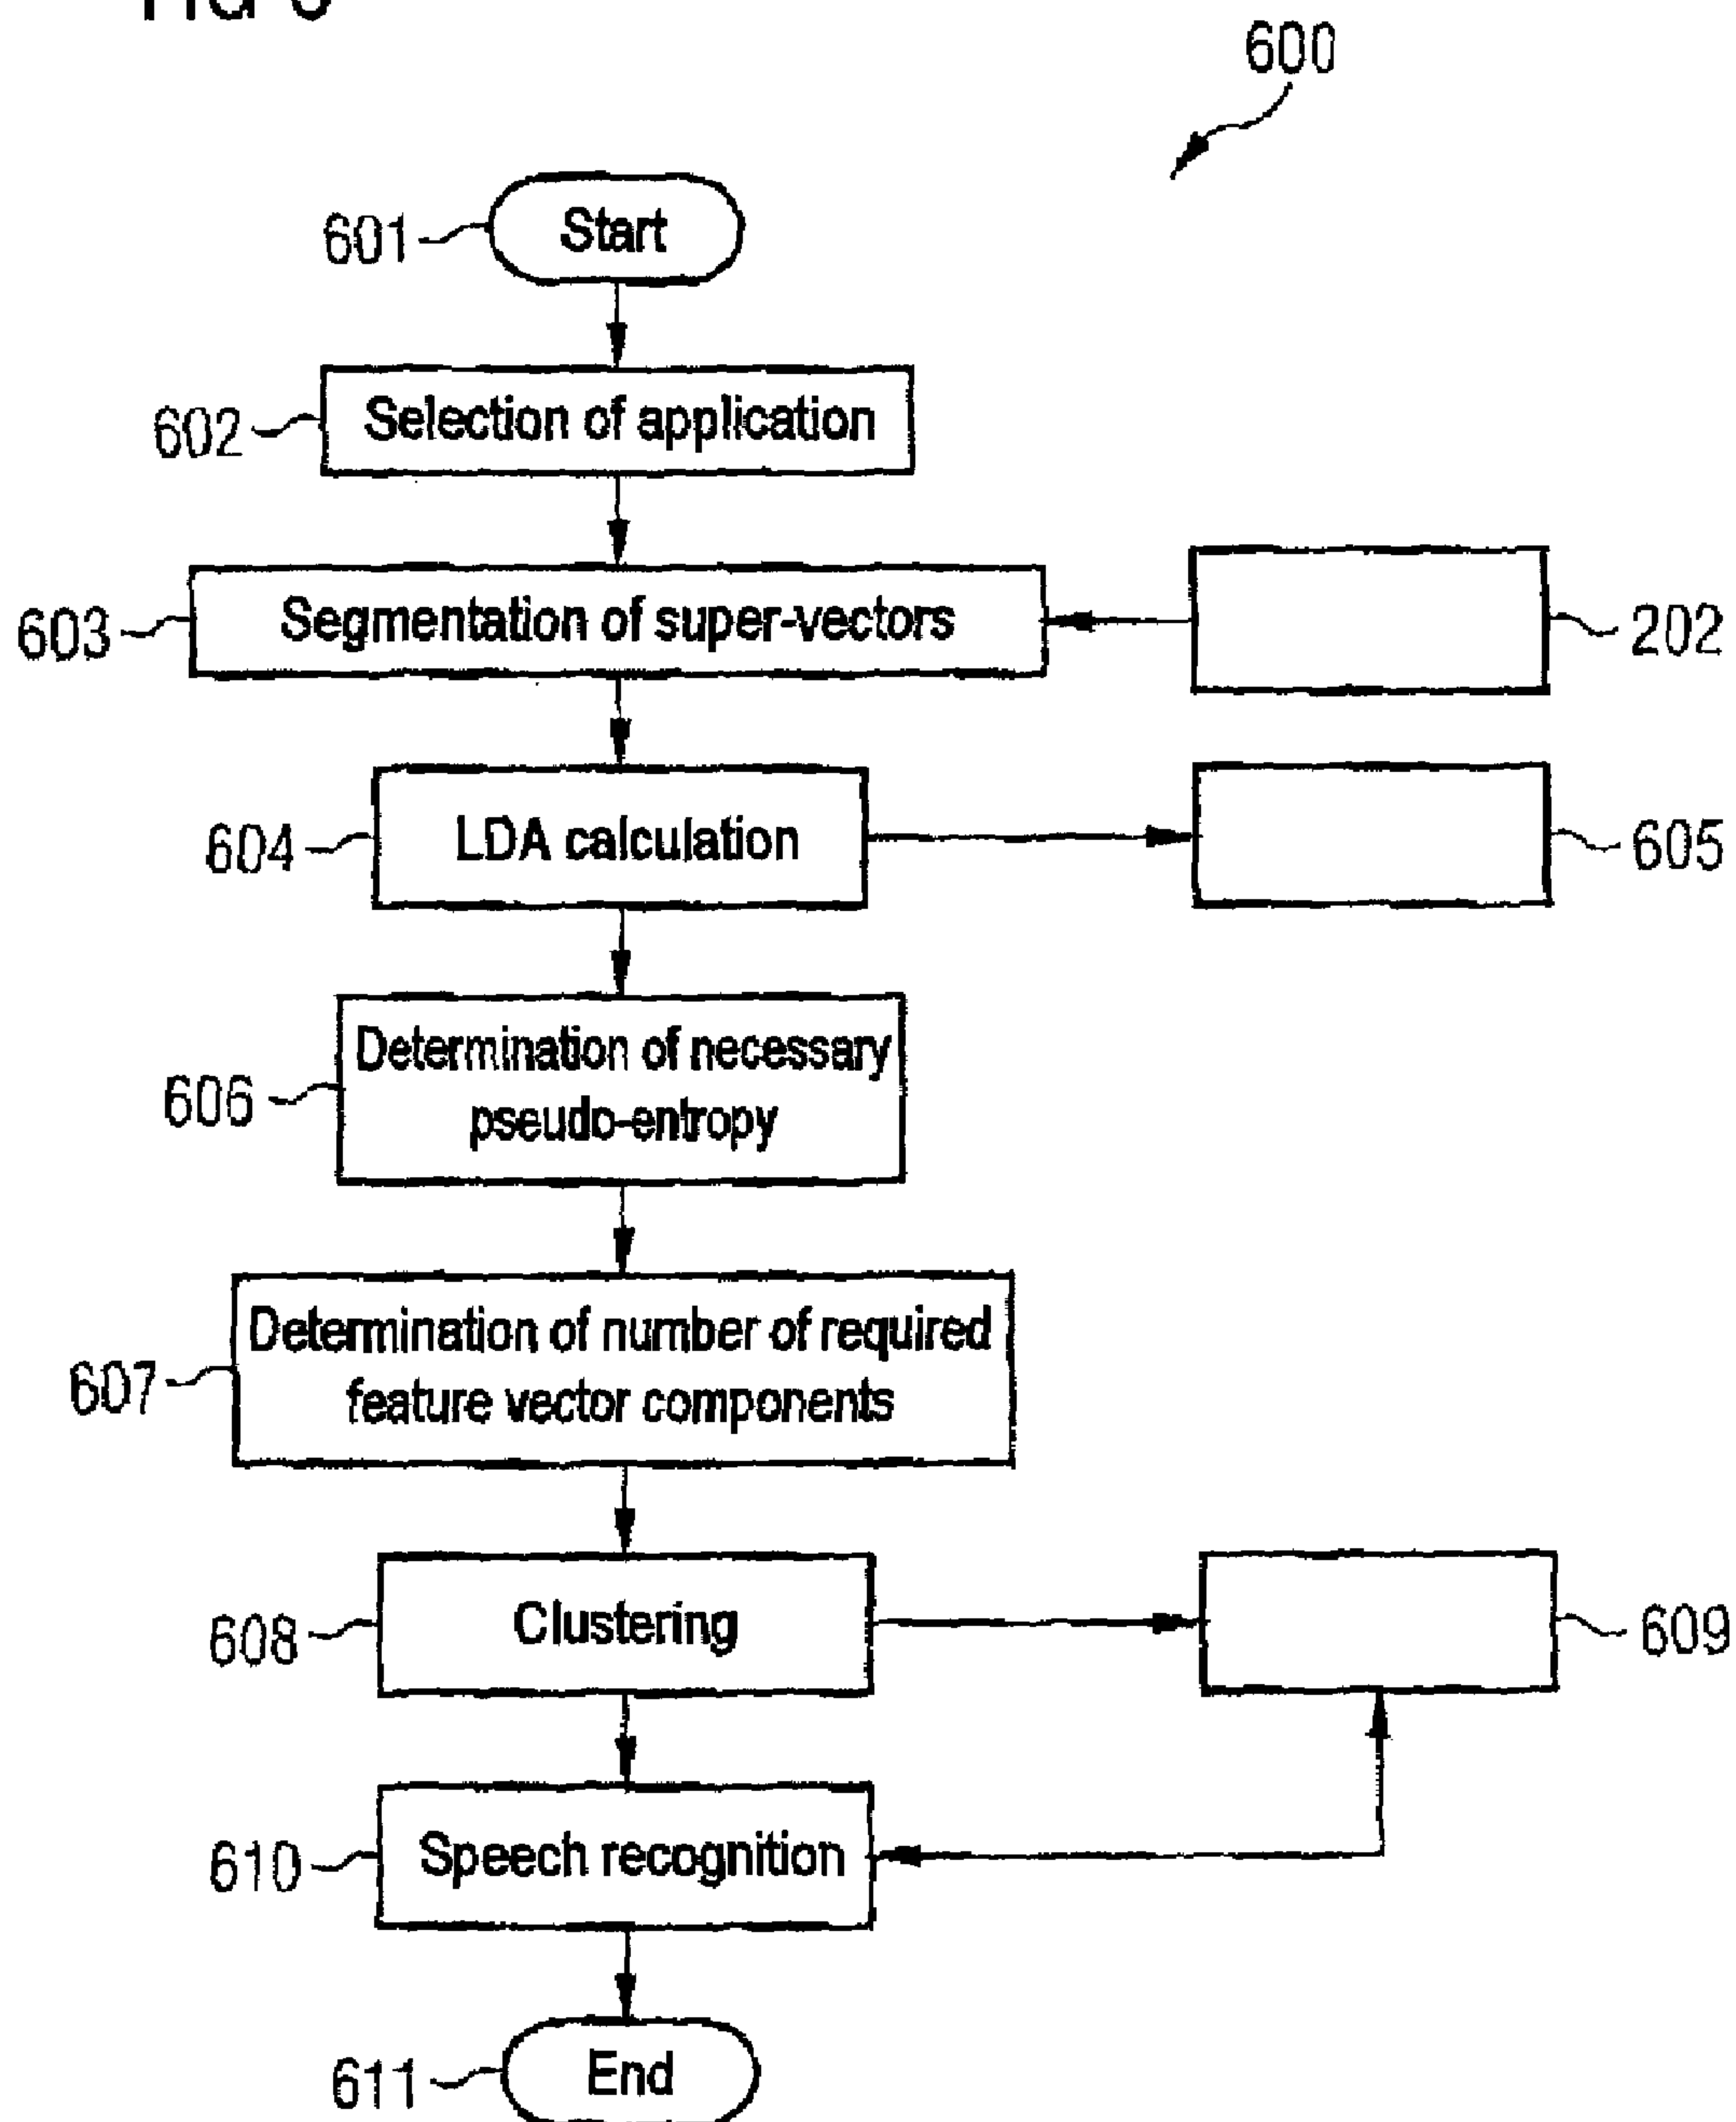 600
601 Start
602 Selection of application
603 Segmentation of super-vectors 202
604 LDA calculation 605
606 Determination of necessary
pseudo-entropy
607 Determination of number of required
feature vector components
608 Clustering 609
610 Speech recognition
611 End